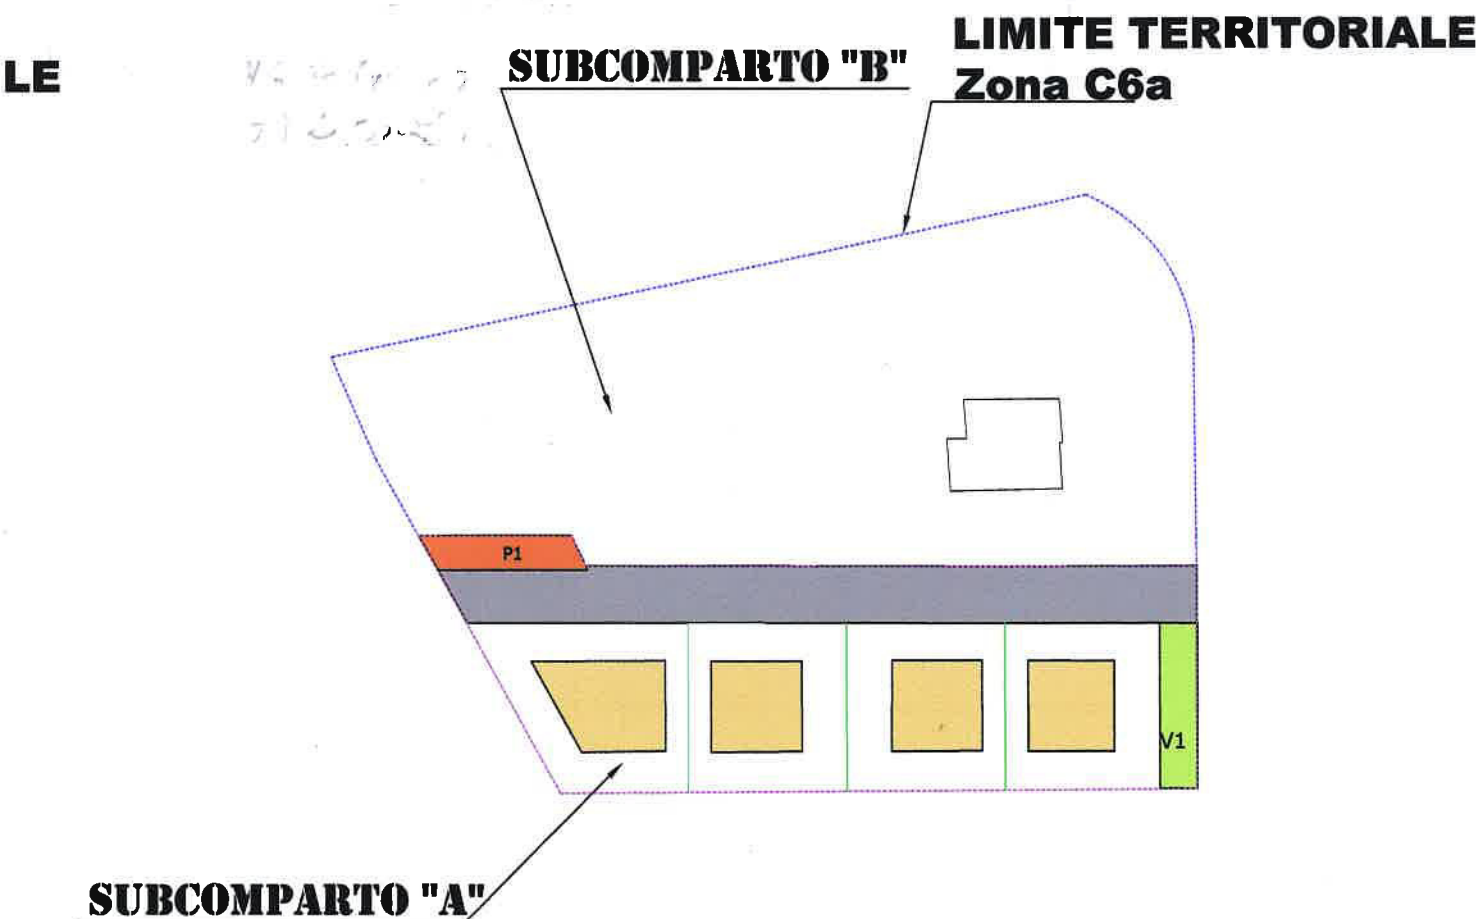 LE
SUBCOMPARTO "B"
LIMITE TERRITORIALE
Zona C6a
P1
V1
SUBCOMPARTO "A"